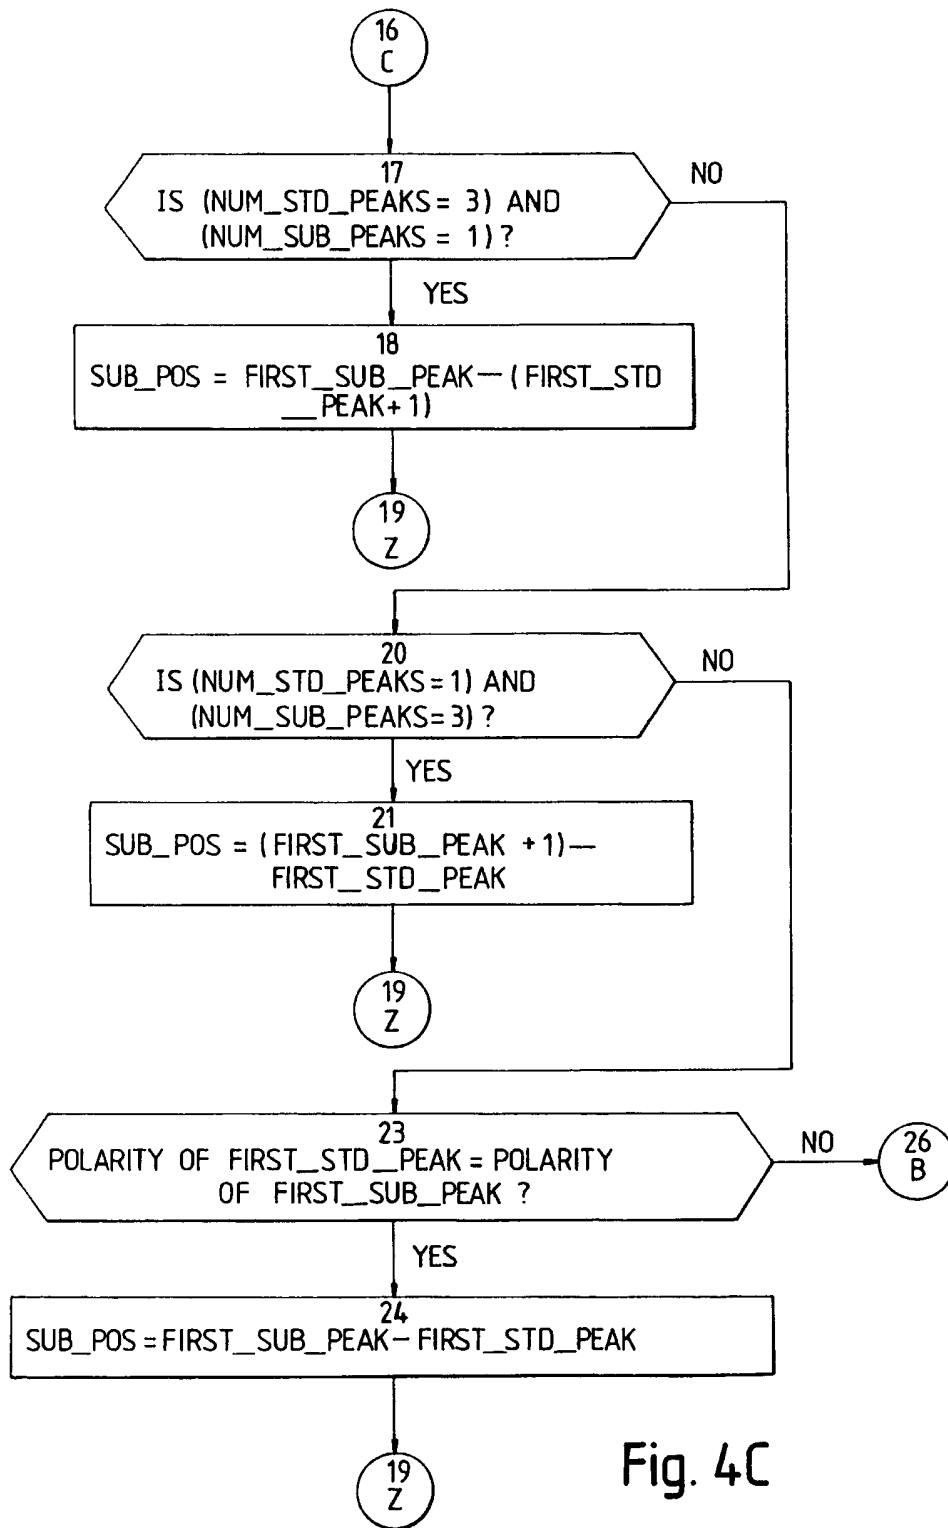 16
C
17
IS (NUM_STD_PEAKS = 3) AND
(NUM_SUB_PEAKS = 1) ?
NO
YES
18
SUB_POS = FIRST_SUB_PEAK — (FIRST_STD
_PEAK+1)
19
Z
20
IS (NUM_STD_PEAKS=1) AND
(NUM_SUB_PEAKS=3) ?
NO
YES
21
SUB_POS = (FIRST_SUB_PEAK +1) —
FIRST_STD_PEAK
19
Z
23
POLARITY OF FIRST_STD_PEAK = POLARITY
OF FIRST_SUB_PEAK ?
NO
26
B
YES
24
SUB_POS = FIRST_SUB_PEAK — FIRST_STD_PEAK
19
Z
Fig. 4C